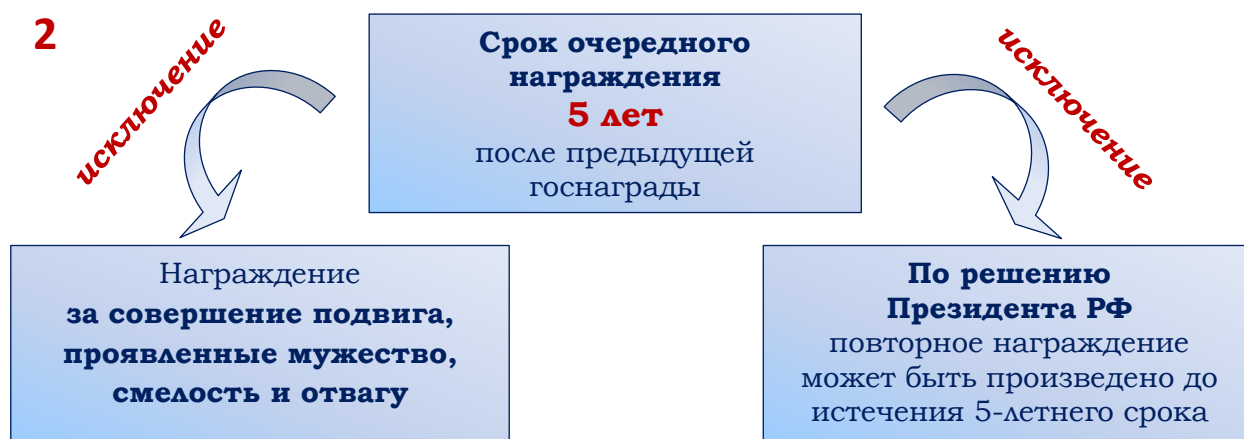 2
исключение
Срок очередного
награждения
5 лет
после предыдущей
госнаграды
исключение
Награждение
за совершение подвига,
проявленные мужество,
смелость и отвагу
По решению
Президента РФ
повторное награждение
может быть произведено до
истечения 5-летнего срока